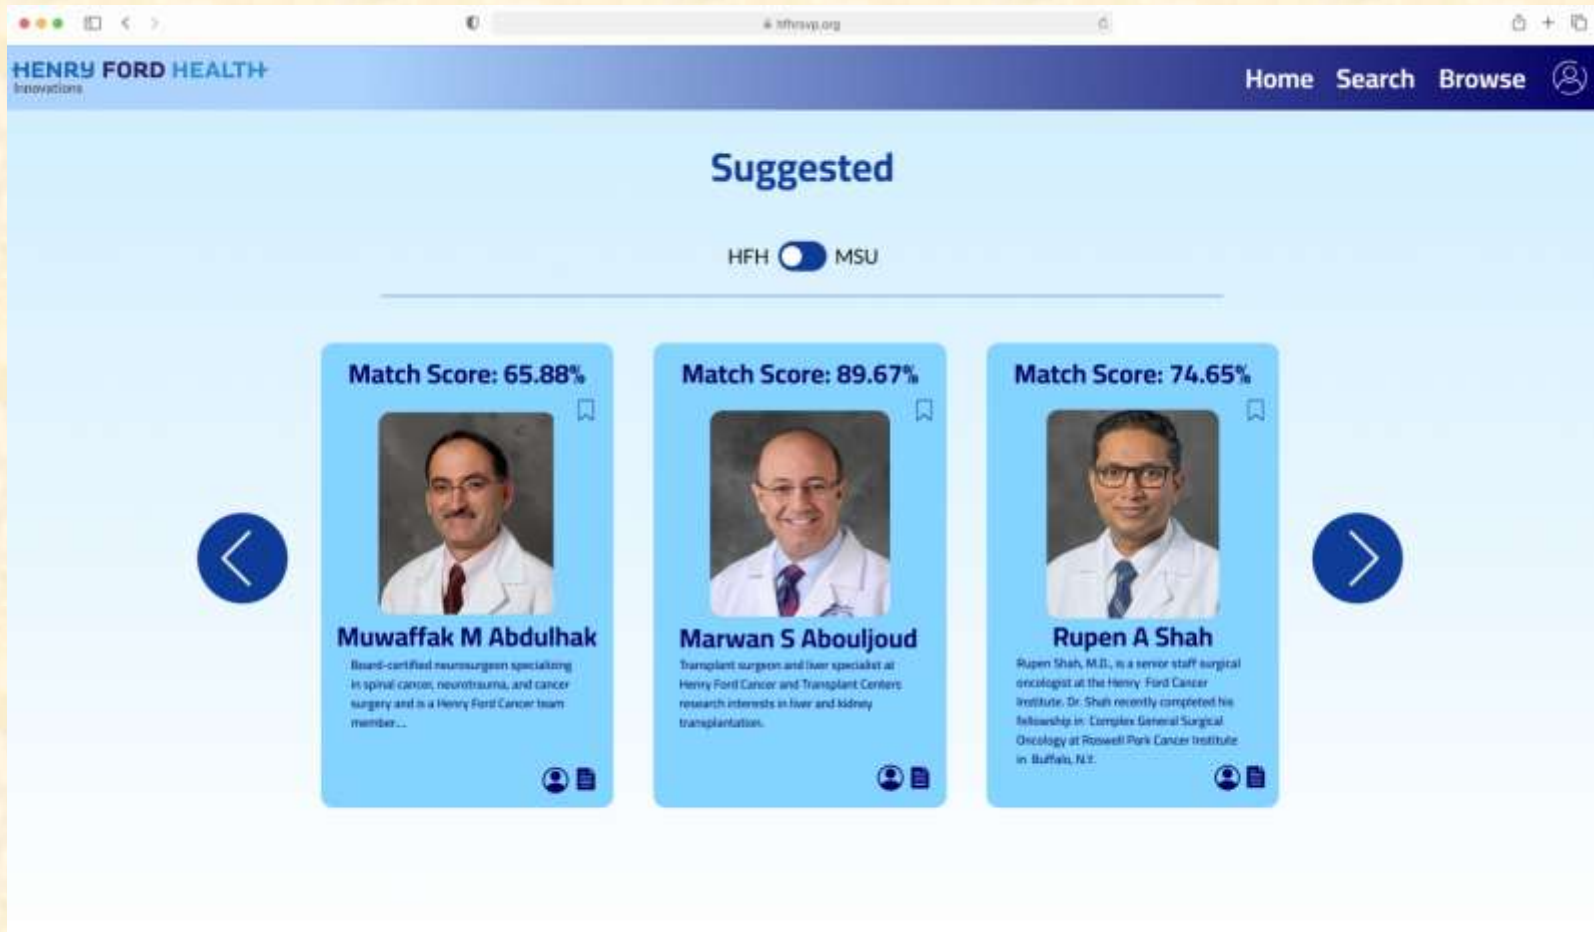 hfhrsvp.org
HENRY FORD HEALTH
Innovations
Home Search Browse
Suggested
HFH MSU
Match Score: 65.88%
Muwaffak M Abdulhak
Board-certified neurosurgeon specializing
in spinal cancer, neurotrauma, and cancer
surgery and is a Henry Ford Cancer team
member...
Match Score: 89.67%
Marwan S Abouljoud
Transplant surgeon and liver specialist at
Henry Ford Cancer and Transplant Centers
research interests in liver and kidney
transplantation.
Match Score: 74.65%
Rupen A Shah
Rupen Shah, M.D., is a senior staff surgical
oncologist at the Henry Ford Cancer
Institute. Dr. Shah recently completed his
fellowship in Complex General Surgical
Oncology at Roswell Park Cancer Institute
in Buffalo, N.Y.